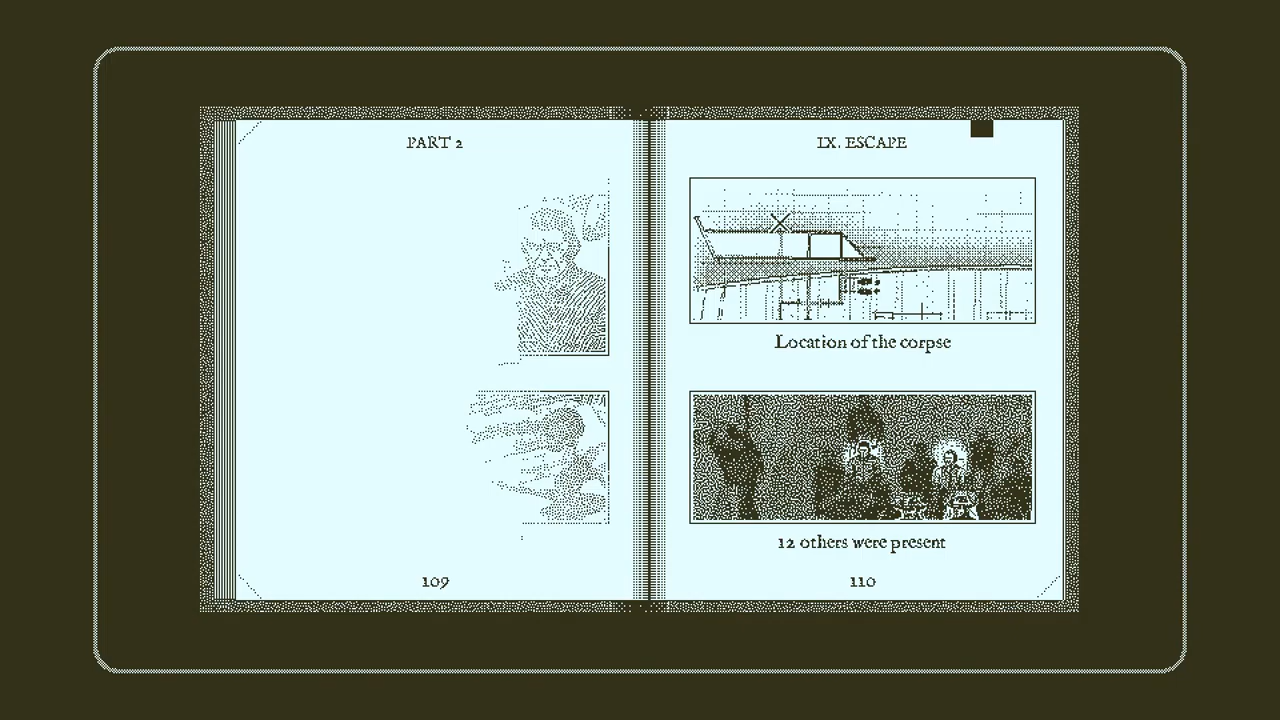 PART 2
109
IX. ESCAPE
Location of the corpse
12 others were present
110